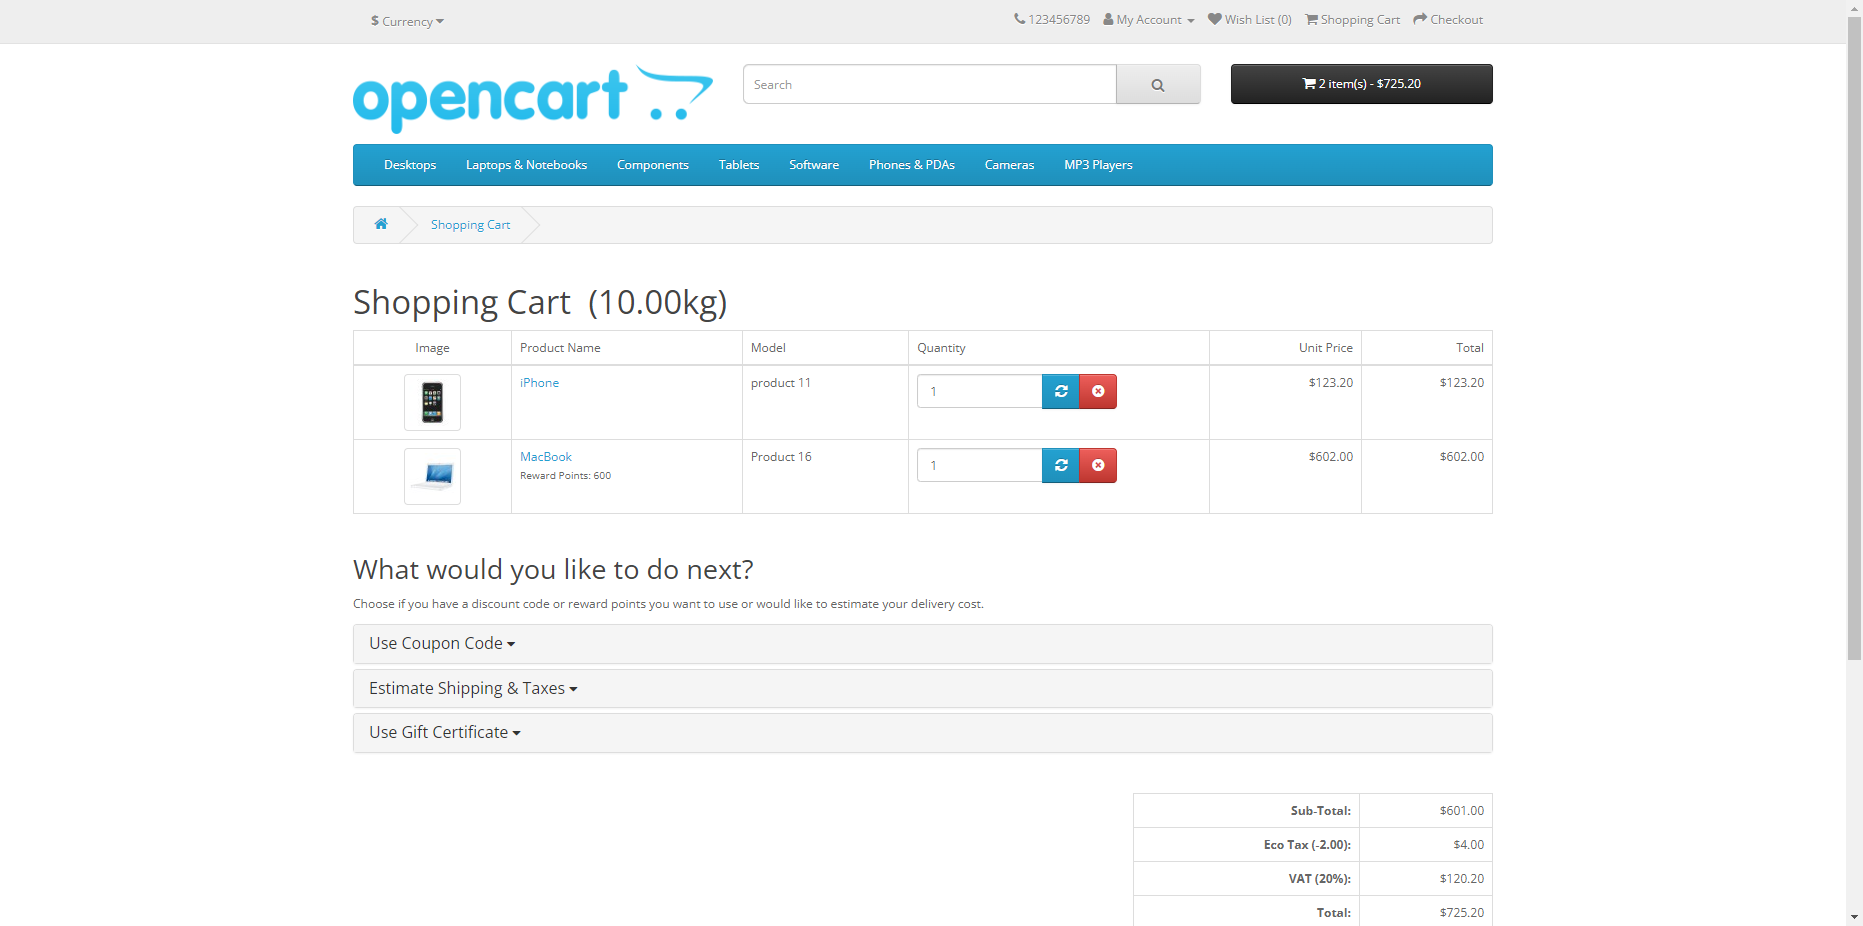 $ Currency
123456789 My Account Wish List (0) Shopping Cart Checkout
opencart
Search
2 item(s) - $725.20
Desktops Laptops & Notebooks Components Tablets Software Phones & PDAs Cameras MP3 Players
Shopping Cart
Shopping Cart (10.00kg)
Image Product Name Model Quantity Unit Price Total
iPhone product 11 1 $123.20 $123.20
MacBook Product 16 1 $602.00 $602.00
Reward Points: 600
What would you like to do next?
Choose if you have a discount code or reward points you want to use or would like to estimate your delivery cost.
Use Coupon Code
Estimate Shipping & Taxes
Use Gift Certificate
Sub-Total: $601.00
Eco Tax (-2.00): $4.00
VAT (20%): $120.20
Total: $725.20